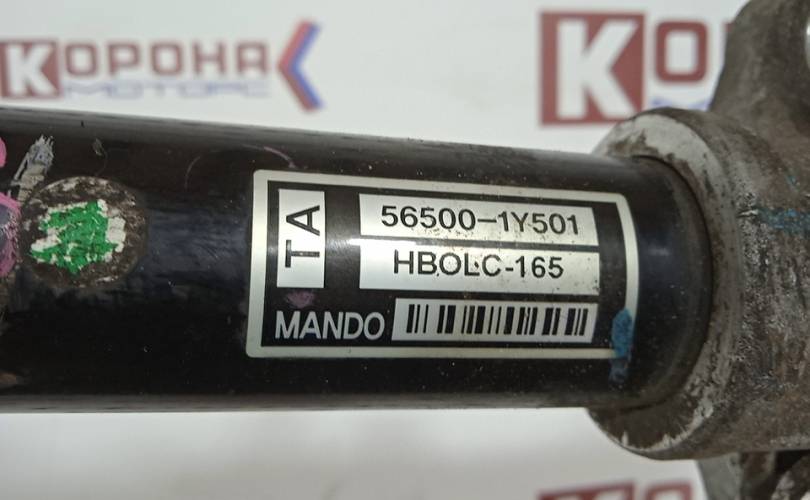 КОРОНА
МОТОРС
К
К О
TA
56500-1Y501
HBOLC-165
MANDO